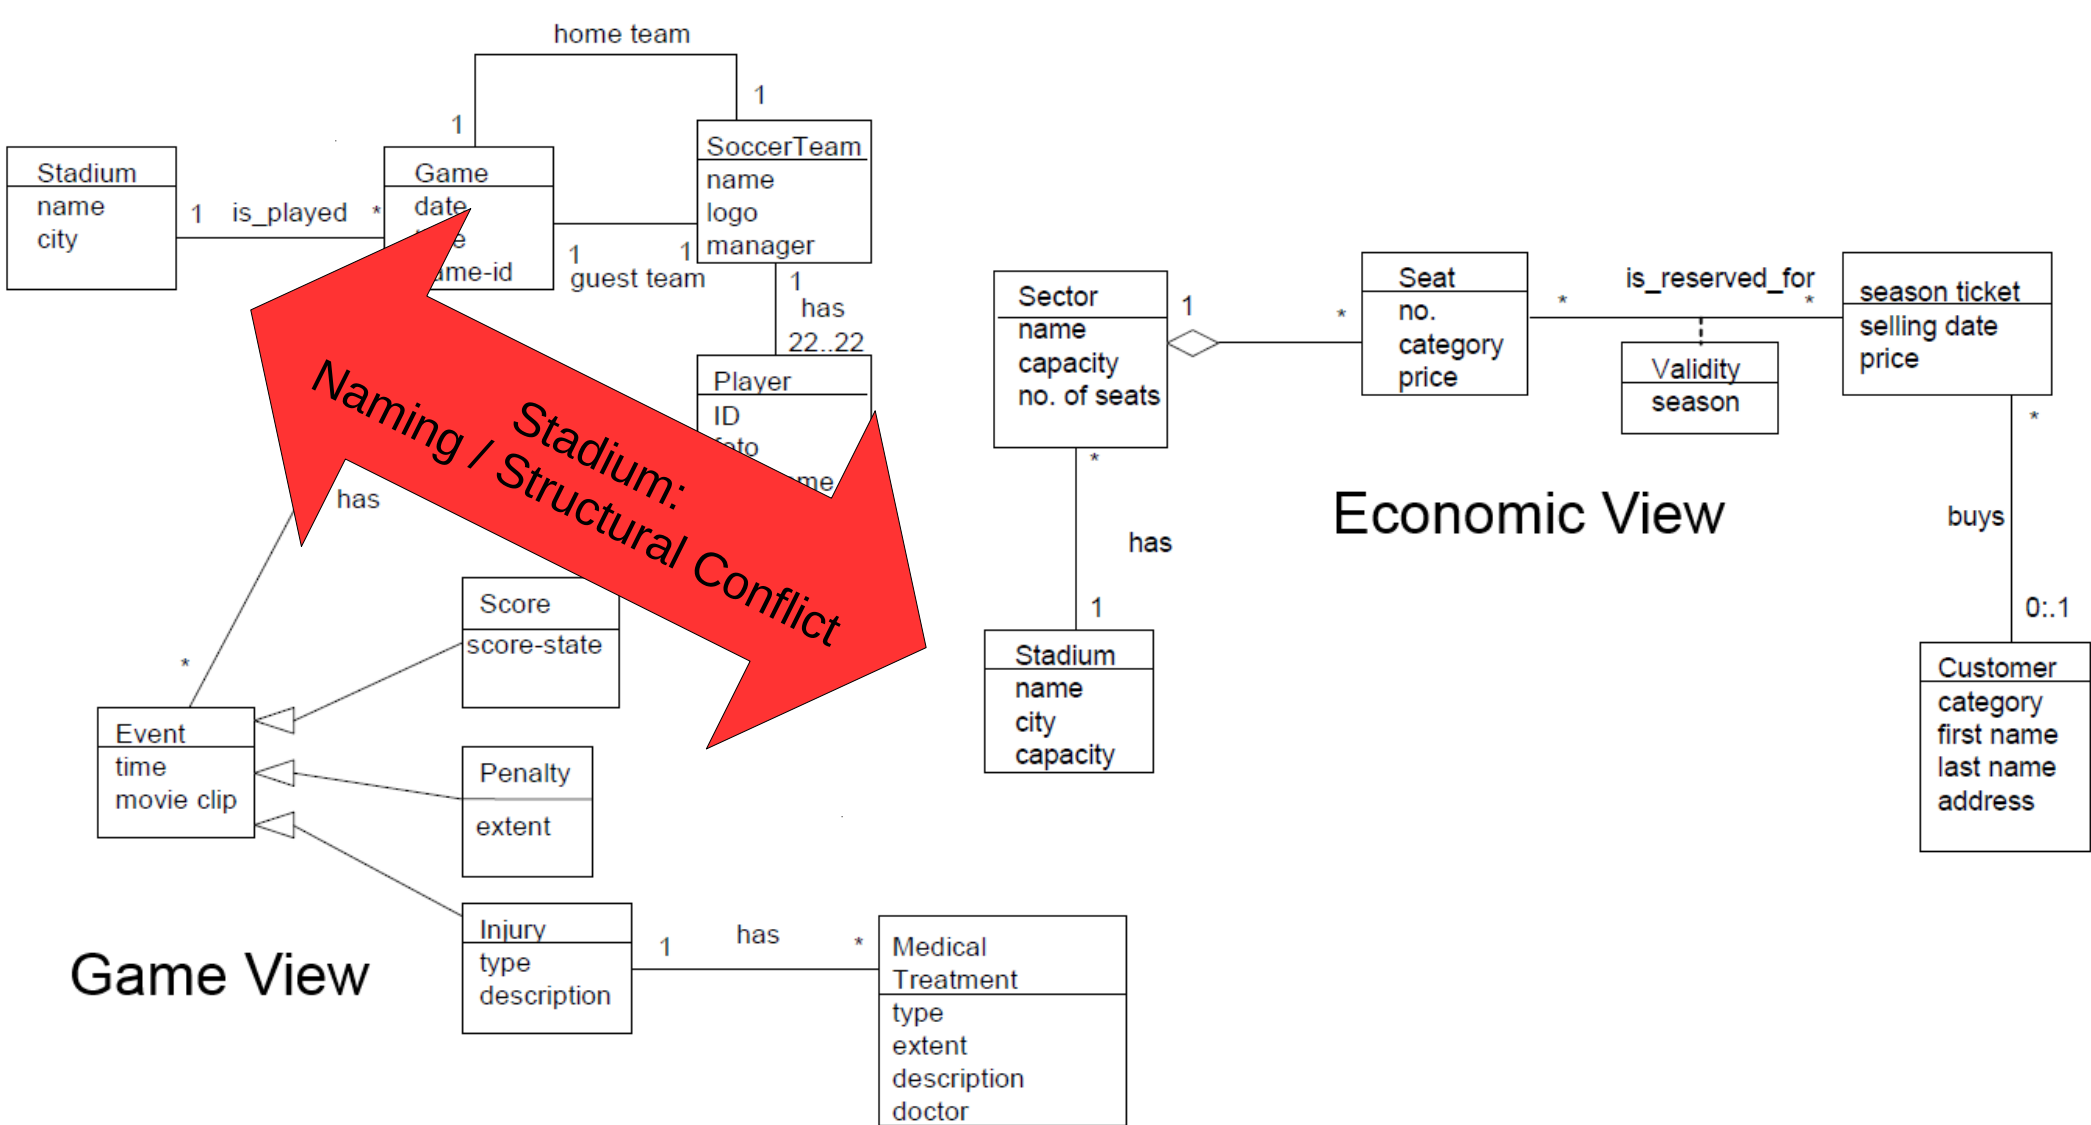 home team
1
1
Stadium
name
city
1 is_played *
Game
date
ame-id
SoccerTeam
name
logo
manager
1
1
guest team
1
has
22..22
Player
ID
me
Stadium:
Naming / Structural Conflict
has
*
Event
time
movie clip
Score
score-state
Penalty
extent
Injury
type
description
1 has *
Medical
Treatment
type
extent
description
doctor
Game View
Sector
name
capacity
no. of seats
1
*
Seat
no.
category
price
is_reserved_for
*
*
Validity
season
season ticket
selling date
price
*
has
1
Stadium
name
city
capacity
Economic View
*
buys
0:.1
Customer
category
first name
last name
address